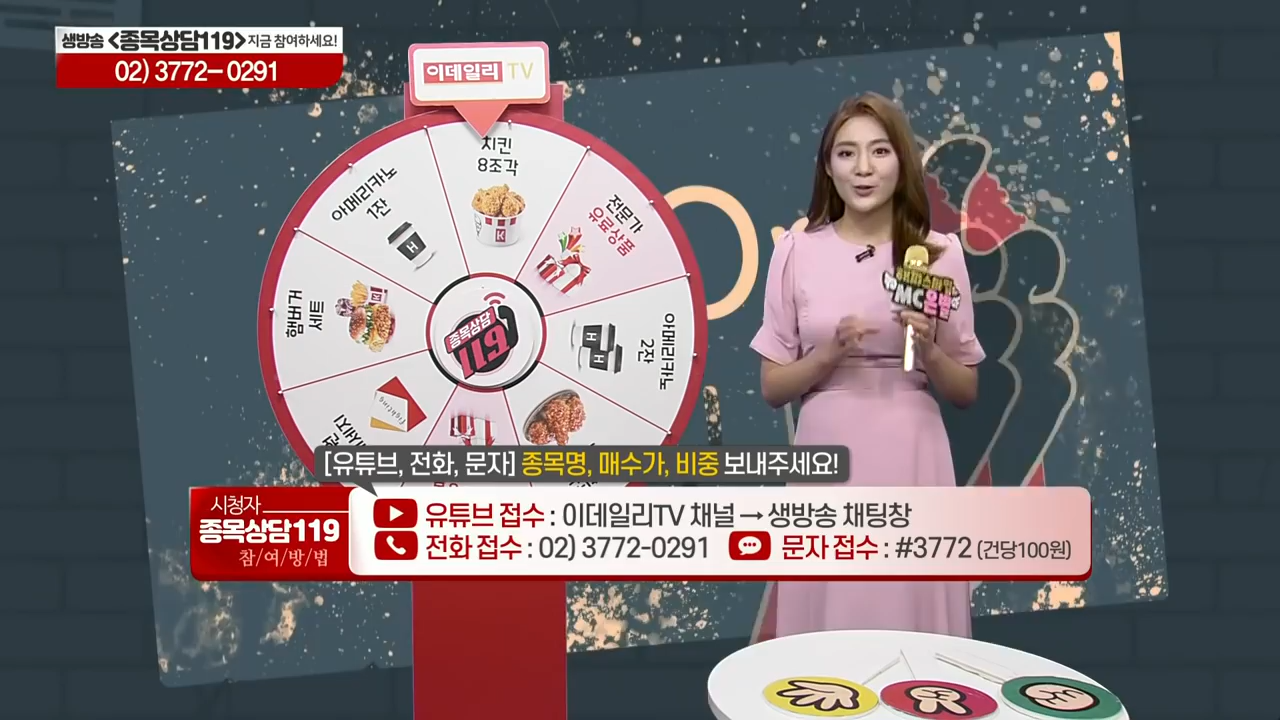 생방송 <종목상담119> 지금 참여하세요!
02) 3772-0291
이데일리 TV
치킨
8조각
전문가
유료상품
아메리카노
2잔
아메리카노
1잔
햄버거
세트
종목상담
119
MC은별
[유튜브, 전화, 문자] 종목명, 매수가, 비중 보내주세요!
시청자
종목상담119
참/여/방/법
유튜브 접수 : 이데일리TV 채널 → 생방송 채팅창
전화 접수 : 02) 3772-0291
문자 접수 : #3772 (건당100원)